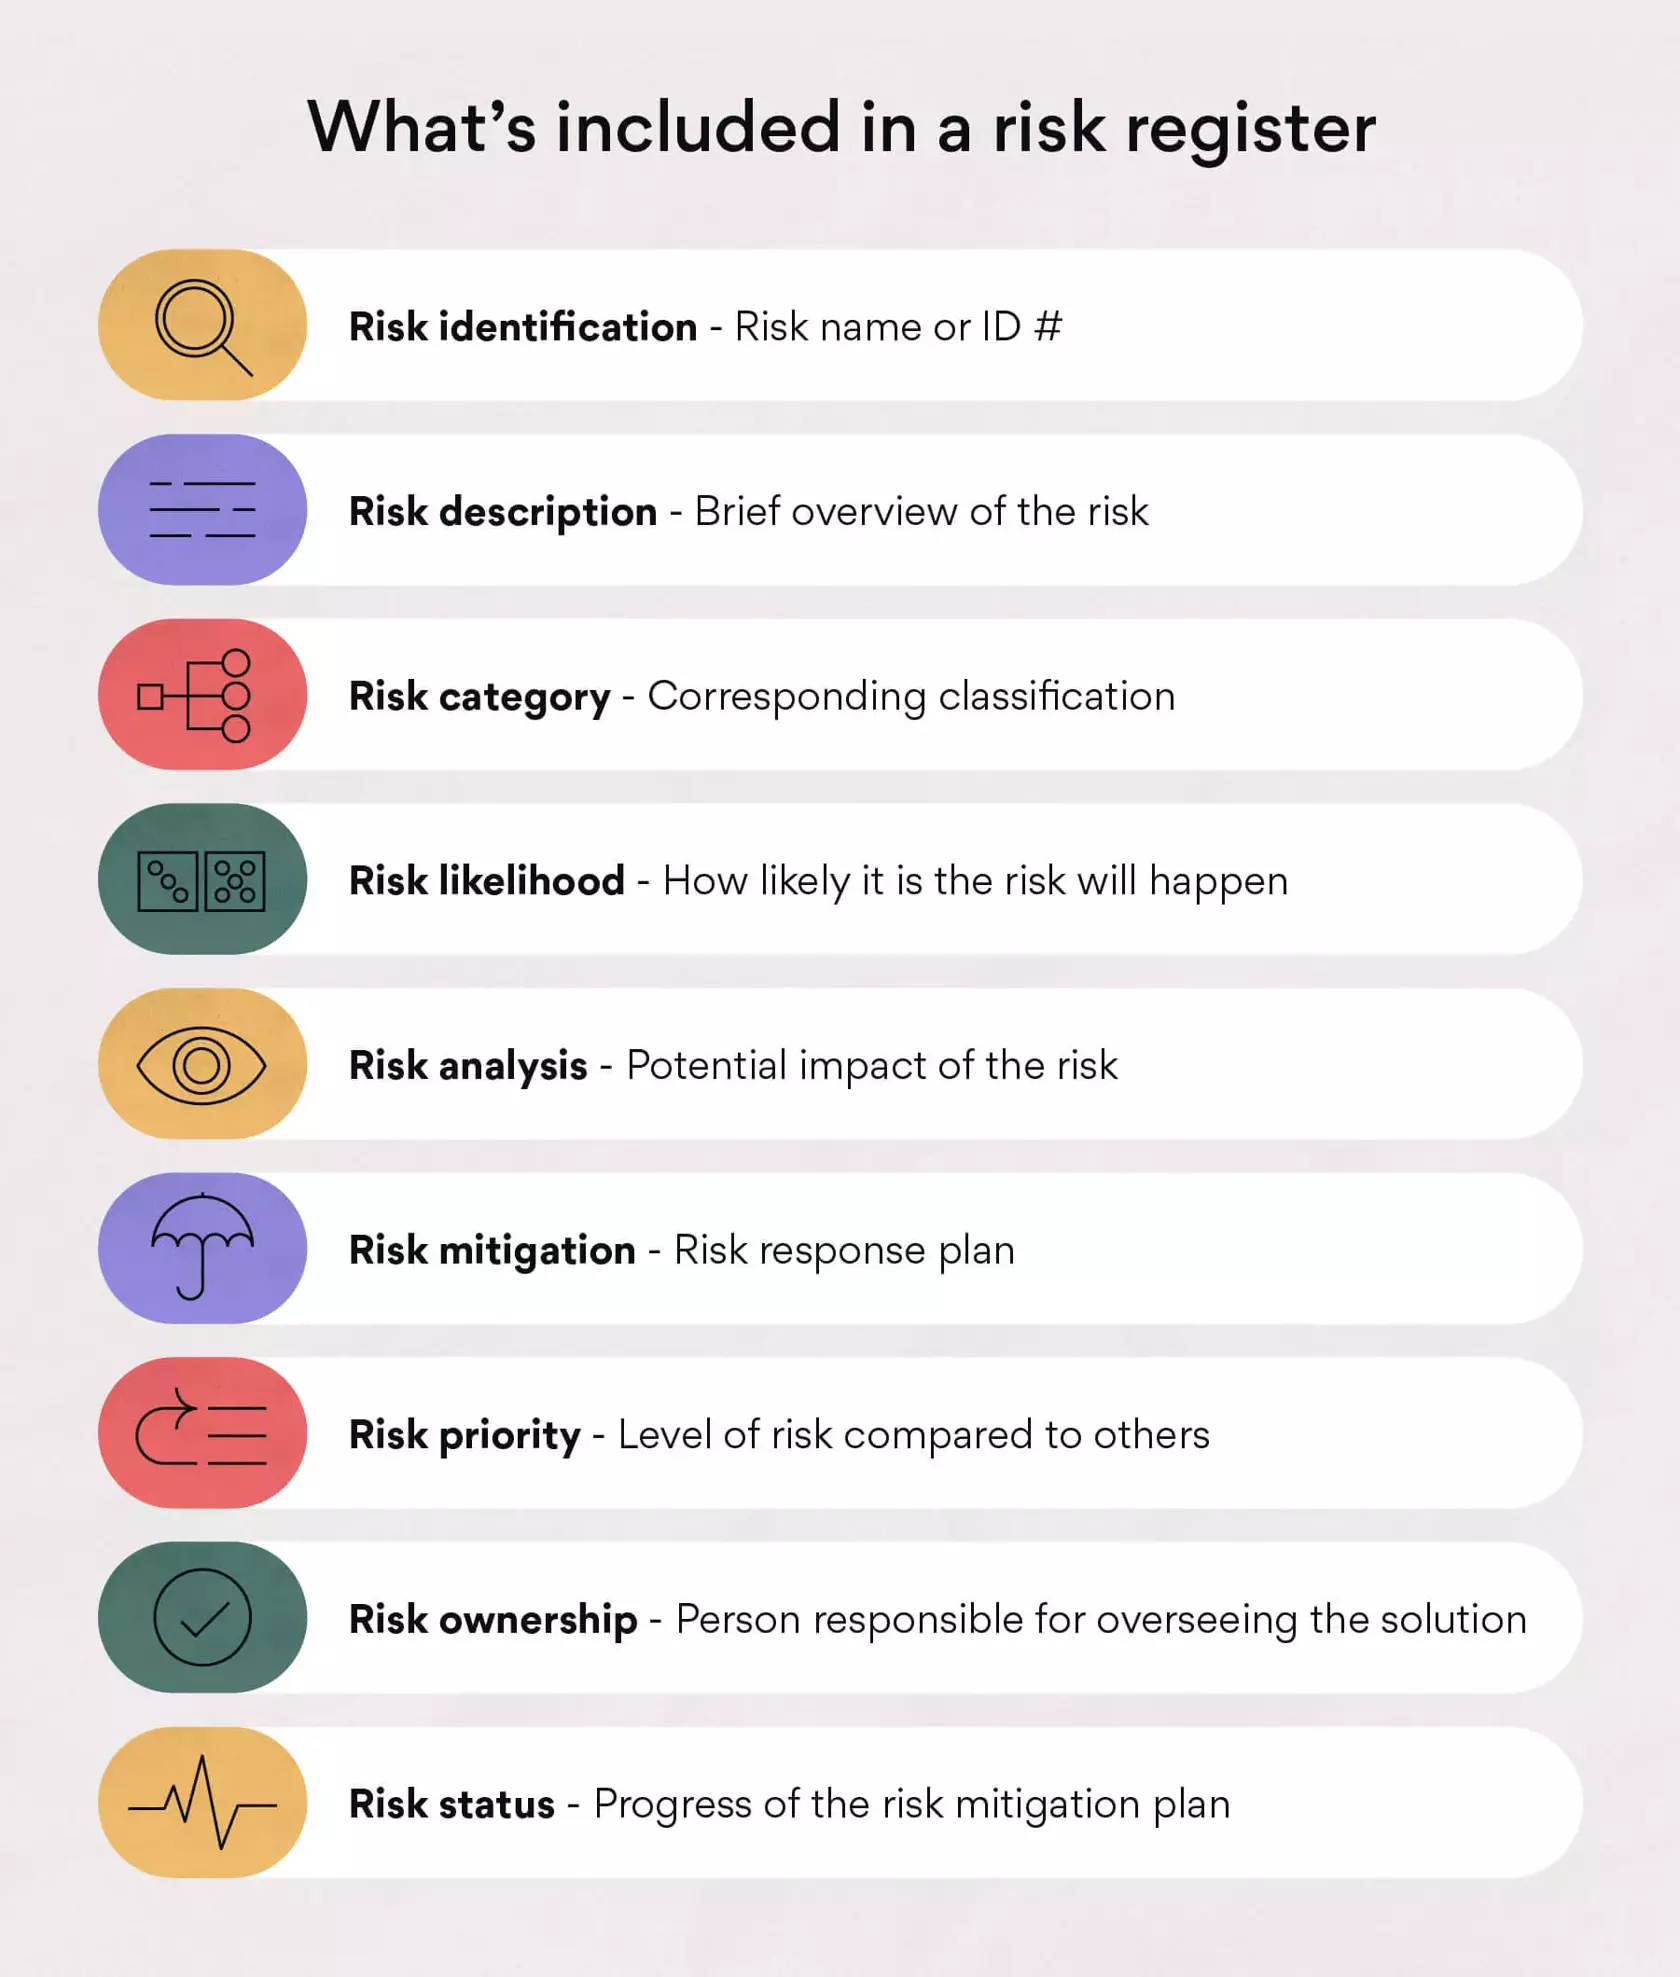 What’s included in a risk register
Risk identification - Risk name or ID #
Risk description - Brief overview of the risk
Risk category - Corresponding classification
Risk likelihood - How likely it is the risk will happen
Risk analysis - Potential impact of the risk
Risk mitigation - Risk response plan
Risk priority - Level of risk compared to others
Risk ownership - Person responsible for overseeing the solution
Risk status - Progress of the risk mitigation plan